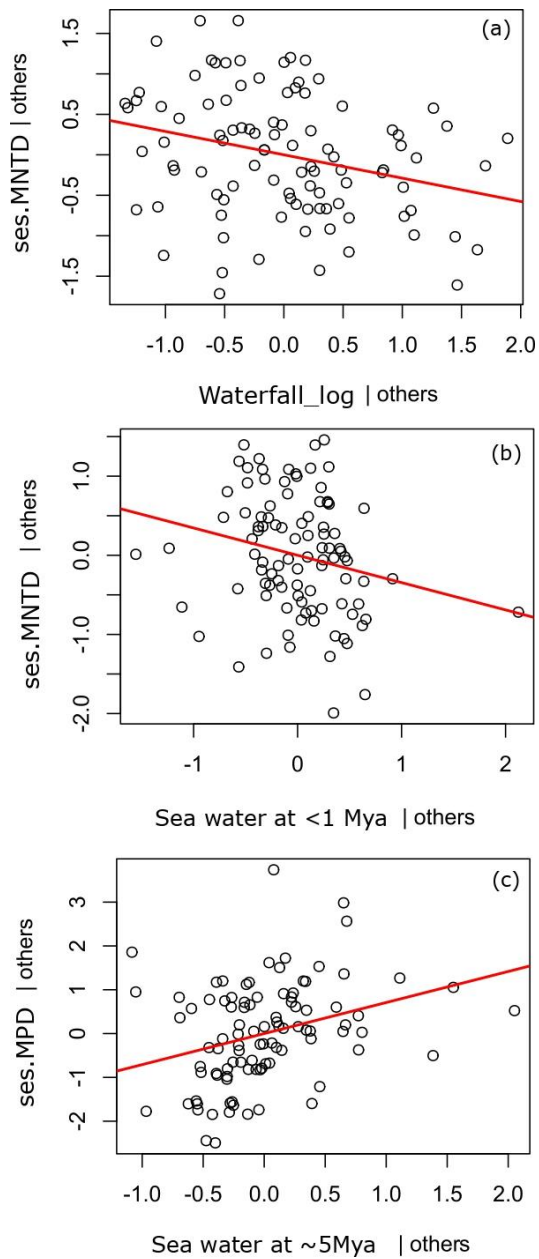 (a)
ses.MNTD | others
1.5
0.5
-0.5
-1.5
-1.0 -0.5 0.0 0.5 1.0 1.5 2.0
Waterfall_log | others
(b)
ses.MNTD | others
1.0
0.0
-1.0
-2.0
-1 0 1 2
Sea water at <1 Mya | others
(c)
ses.MPD | others
3
2
1
0
-2
-1.0 -0.5 0.0 0.5 1.0 1.5 2.0
Sea water at ~5Mya | others